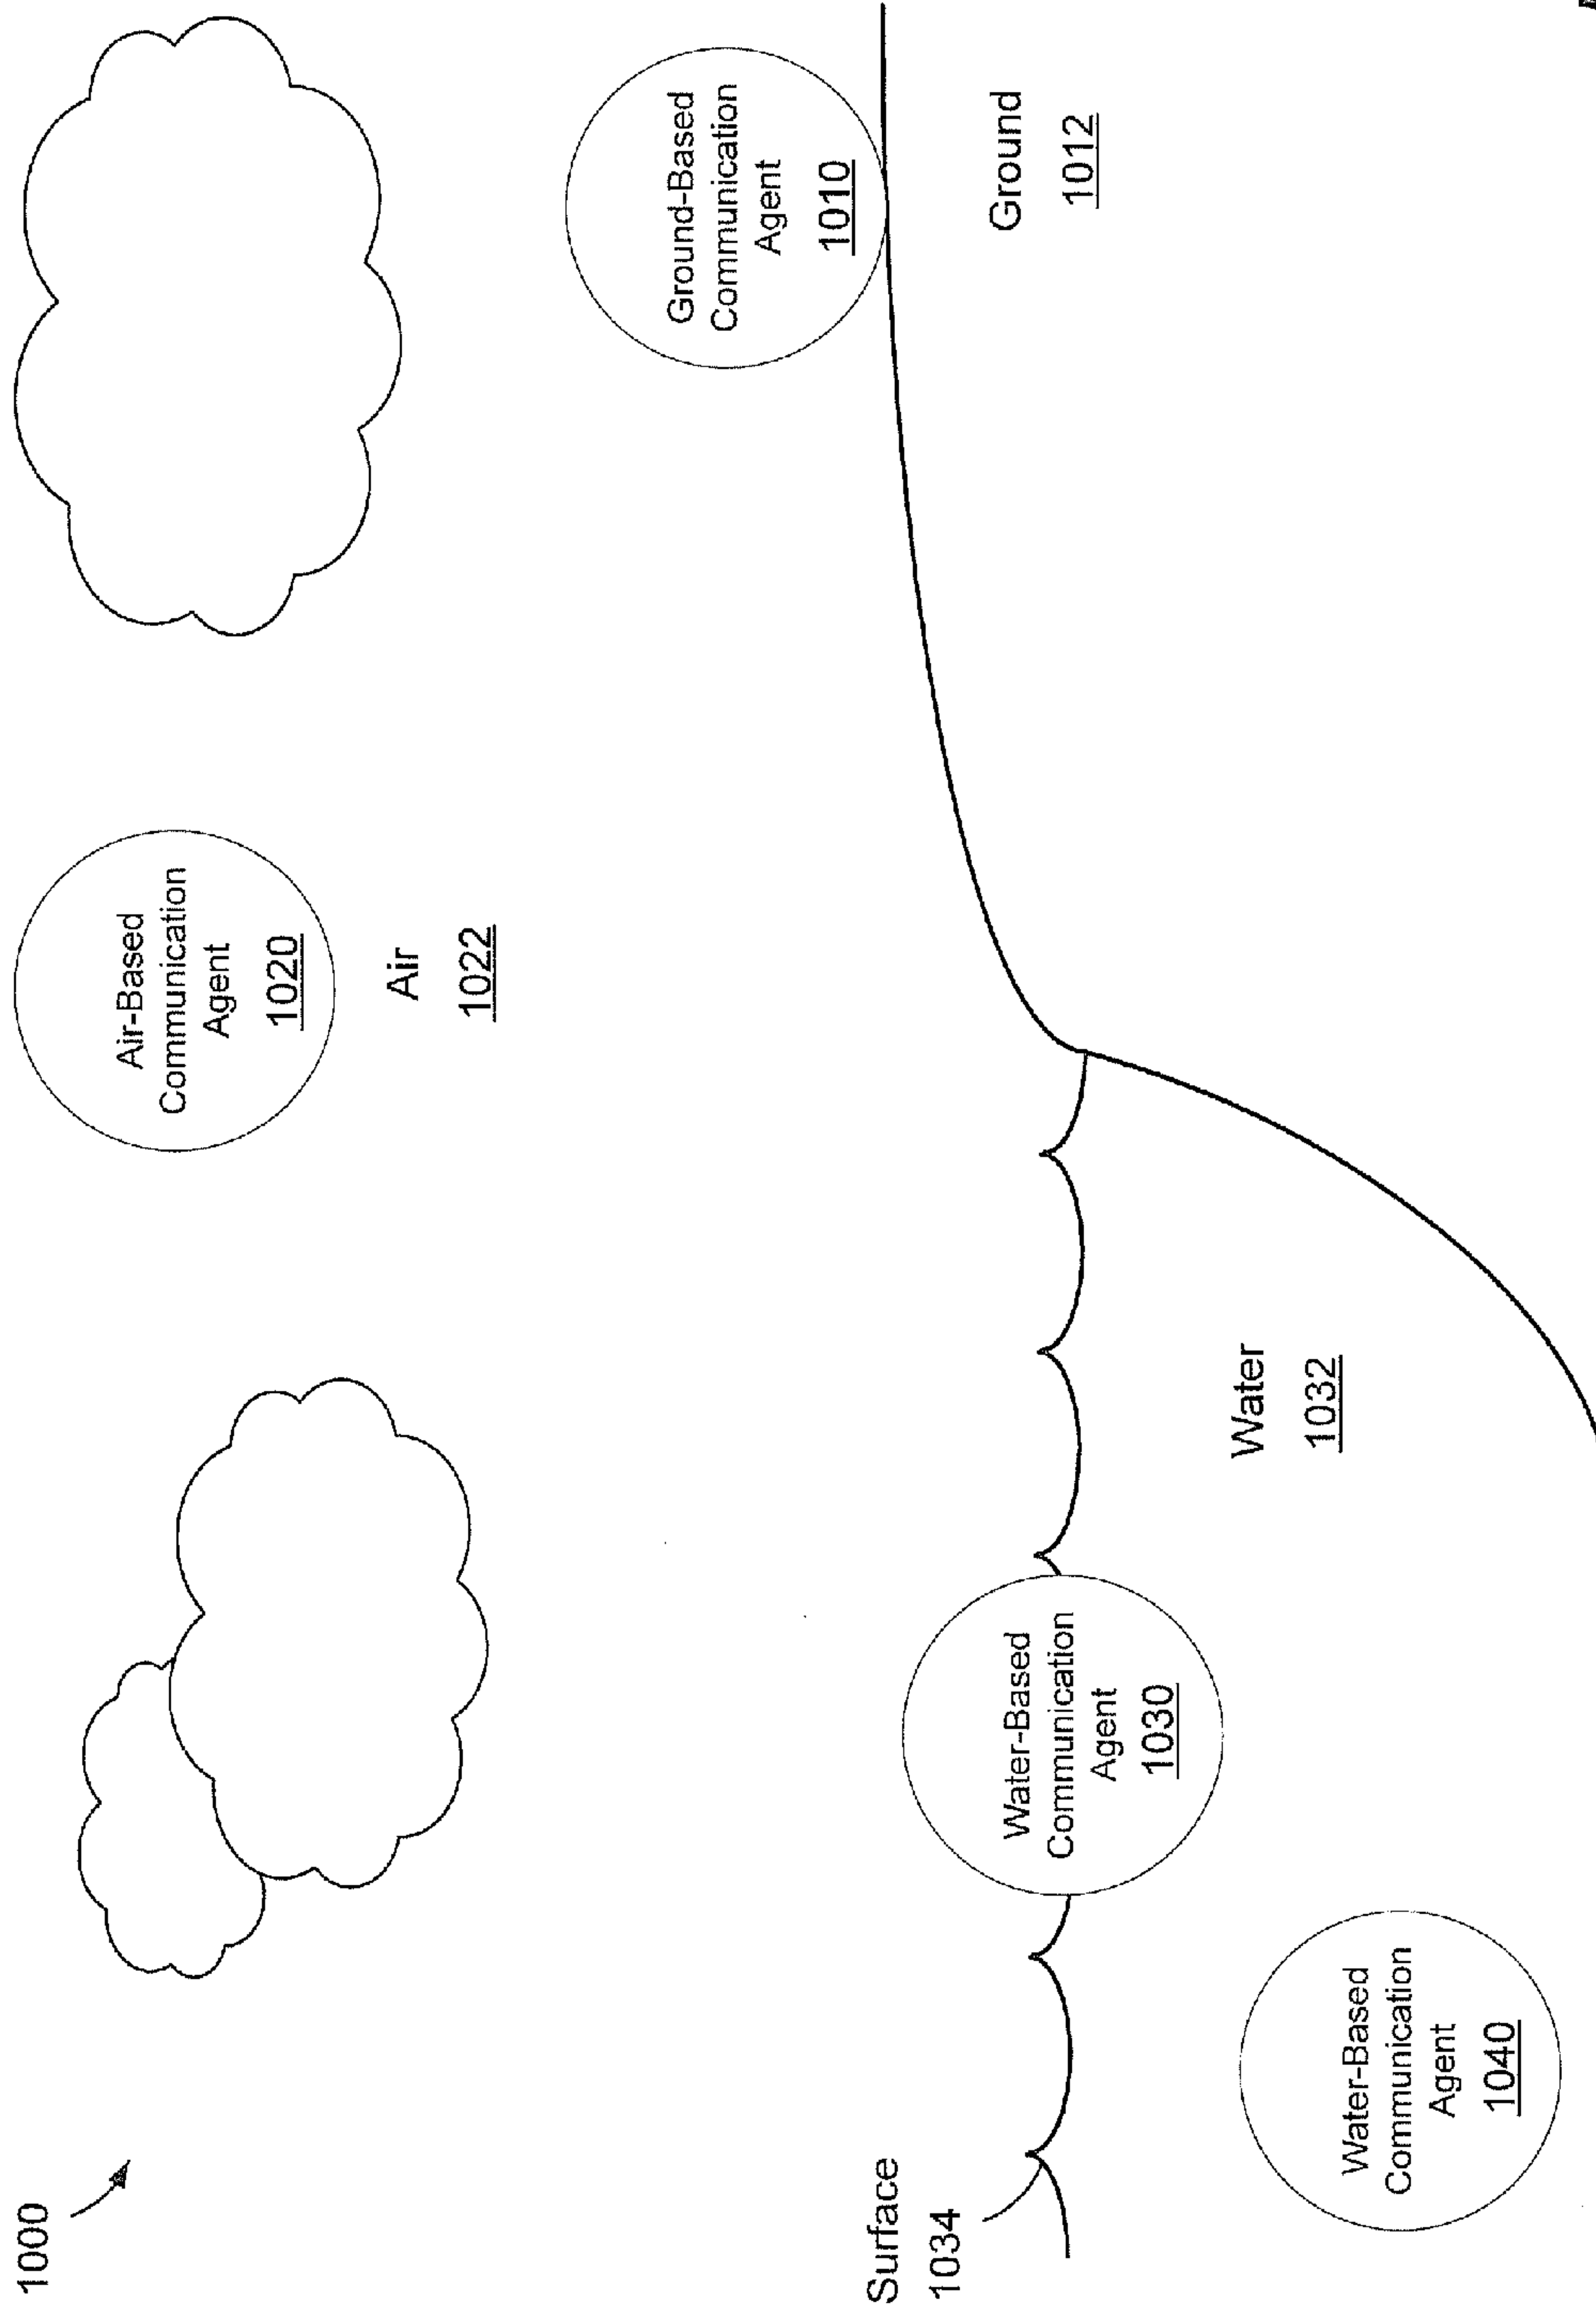 1000
Air-Based
Communication
Agent
1020
Air
1022
Ground-Based
Communication
Agent
1010
Ground
1012
Surface
1034
Water-Based
Communication
Agent
1030
Water
1032
Water-Based
Communication
Agent
1040